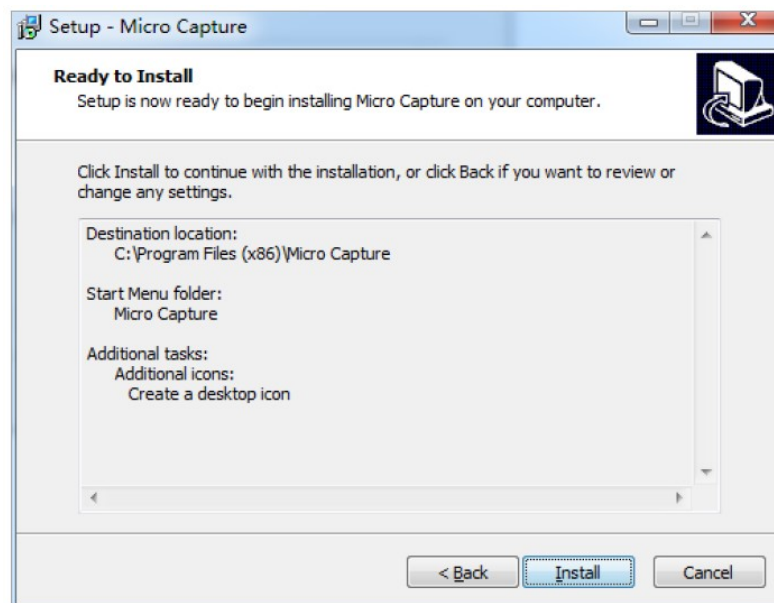 Setup - Micro Capture
Ready to Install
Setup is now ready to begin installing Micro Capture on your computer.
Click Install to continue with the installation, or click Back if you want to review or
change any settings.
Destination location:
C:\Program Files (x86)\Micro Capture
Start Menu folder:
Micro Capture
Additional tasks:
Additional icons:
Create a desktop icon
< Back
Install
Cancel